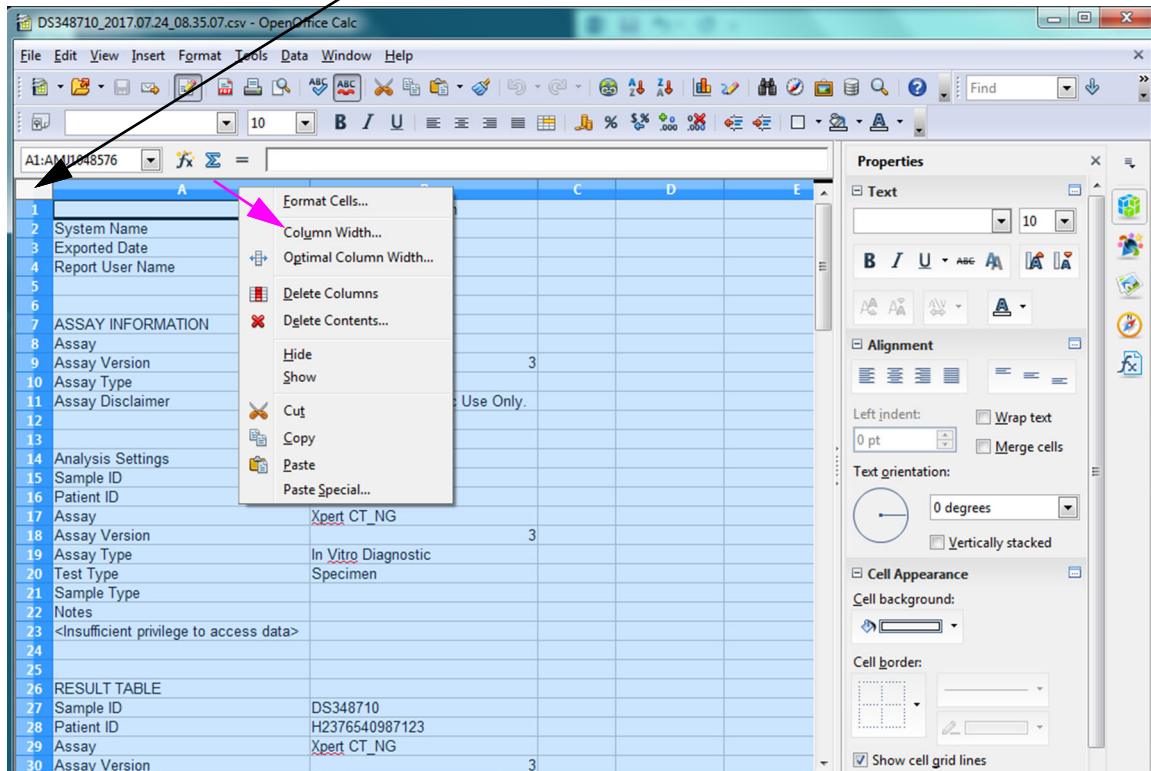 DS348710_2017.07.24_08.35.07.csv - OpenOffice Calc
File Edit View Insert Format Tools Data Window Help
Find
10 B I U
A1:AMJ1048576
Properties
A C D E
Text
10
B I U ABC
Alignment
Left indent:
0 pt
Wrap text
Merge cells
Text orientation:
0 degrees
Vertically stacked
Cell Appearance
Cell background:
Cell border:
Show cell grid lines
Format Cells...
Column Width...
Optimal Column Width...
Delete Columns
Delete Contents...
Hide
Show
Cut
Copy
Paste
Paste Special...
1
2 System Name
3 Exported Date
4 Report User Name
5
6
7 ASSAY INFORMATION
8 Assay
9 Assay Version 3
10 Assay Type
11 Assay Disclaimer Use Only.
12
13
14 Analysis Settings
15 Sample ID
16 Patient ID
17 Assay Xpert CT_NG
18 Assay Version 3
19 Assay Type In Vitro Diagnostic
20 Test Type Specimen
21 Sample Type
22 Notes
23 <Insufficient privilege to access data>
24
25
26 RESULT TABLE
27 Sample ID DS348710
28 Patient ID H2376540987123
29 Assay Xpert CT_NG
30 Assay Version 3